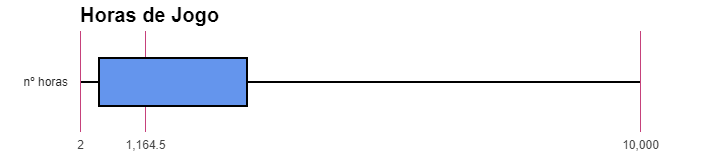 Horas de Jogo
nº horas
2
1,164.5
10,000